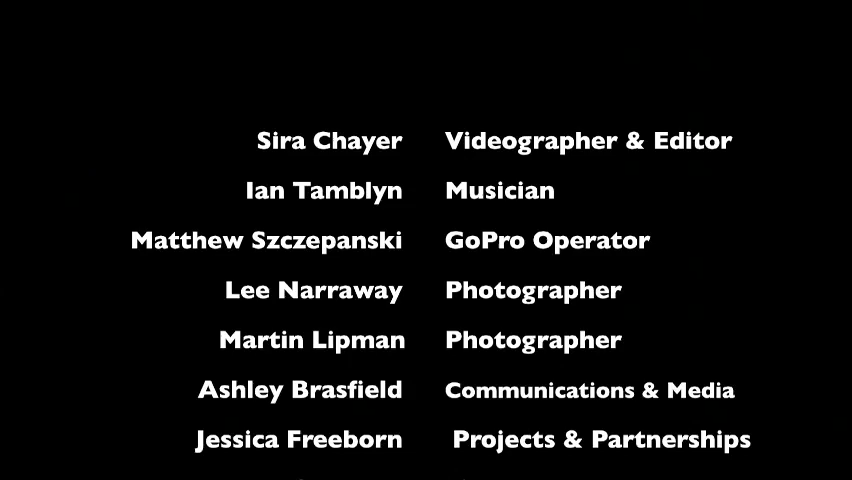 Sira Chayer Videographer & Editor
Ian Tamblyn Musician
Matthew Szczepanski GoPro Operator
Lee Narraway Photographer
Martin Lipman Photographer
Ashley Brasfield Communications & Media
Jessica Freeborn Projects & Partnerships